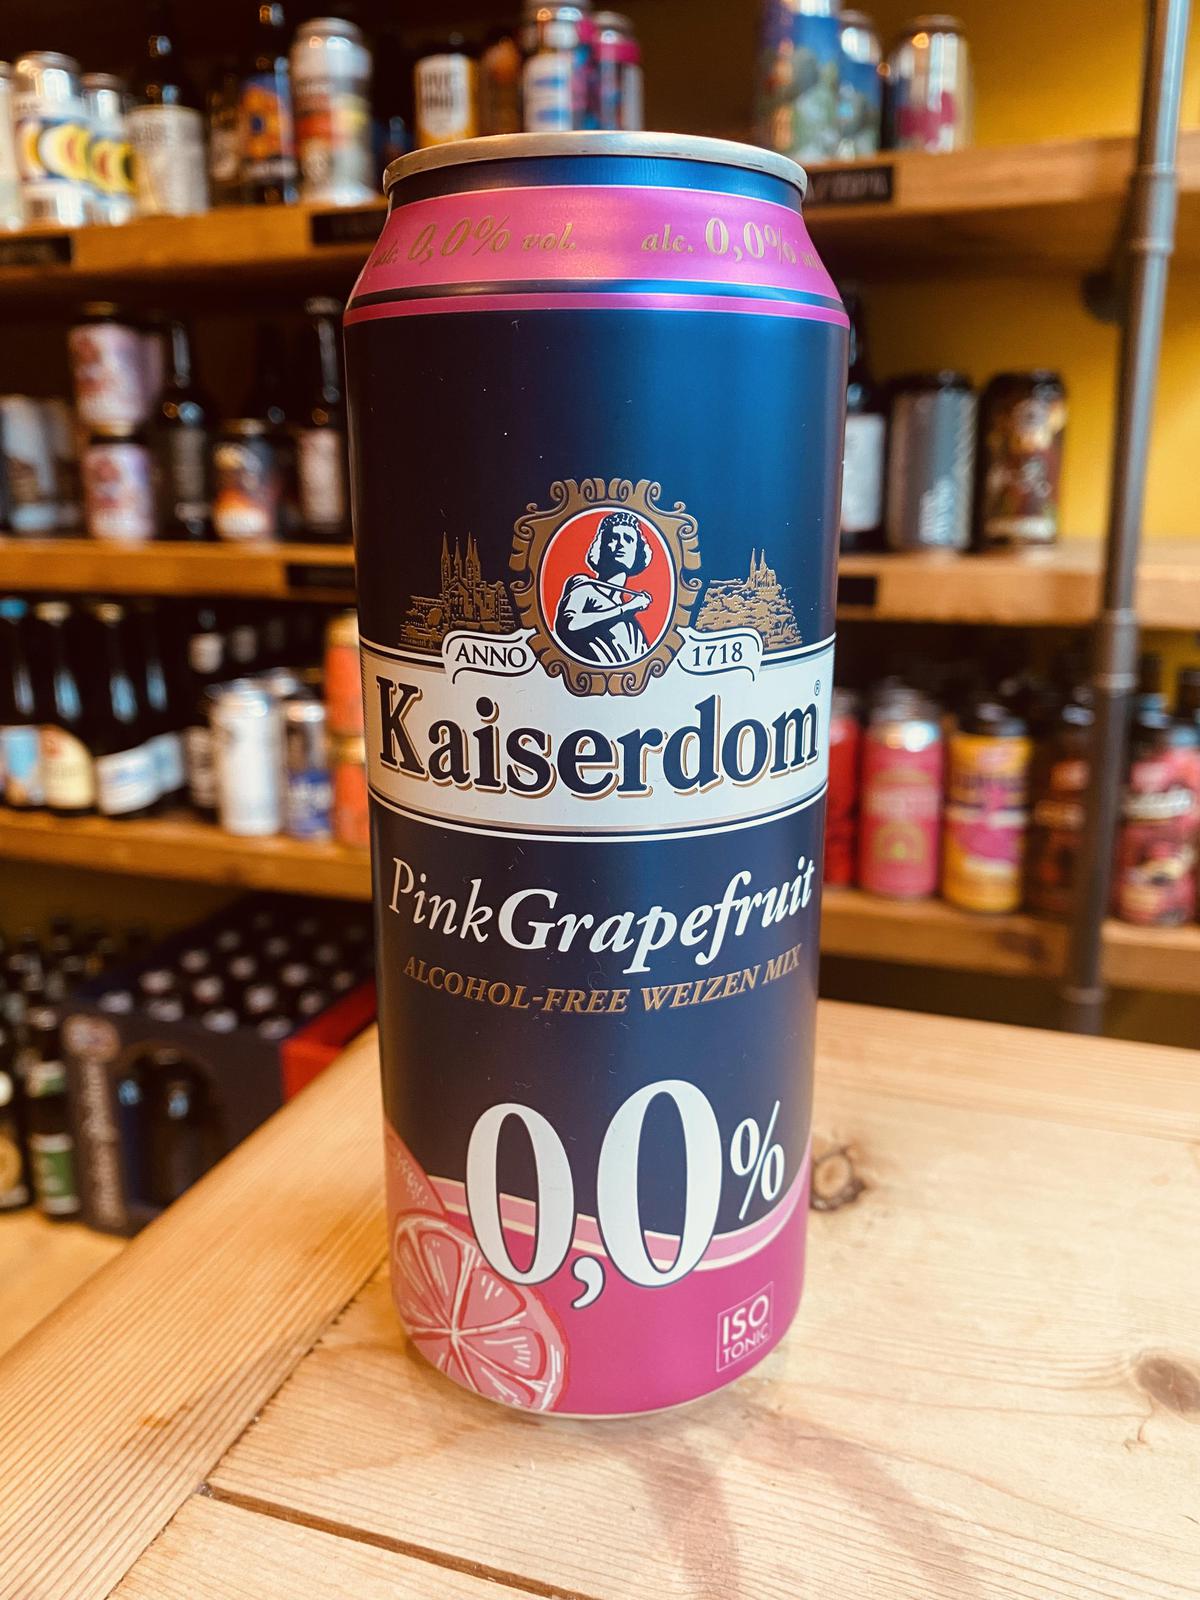 alc. 0,0% vol.
alc. 0,0%
ANNO
1718
Kaiserdom®
PinkGrapefruit
ALCOHOL-FREE WEIZEN MIX
0,0%
ISO
TONIC